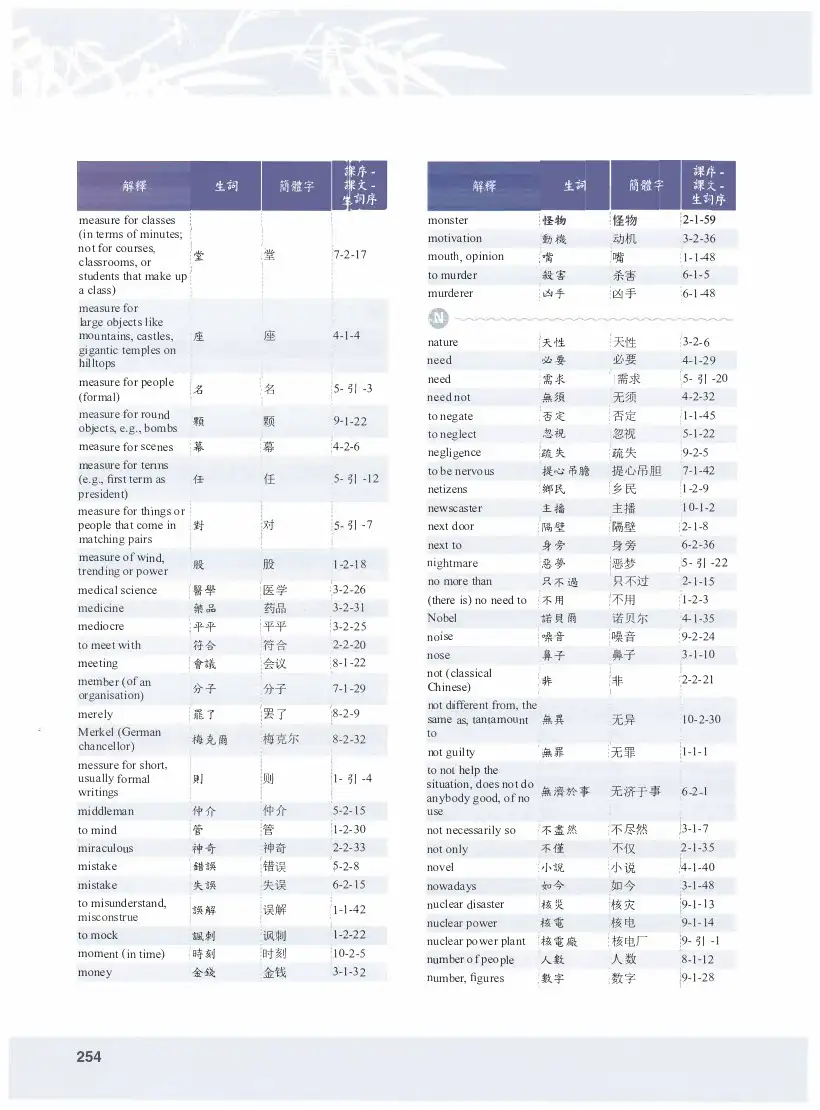 解釋 生詞 簡體字 課序-
課文-
生詞序
measure for classes
(in terms of minutes;
not for courses,
classrooms, or
students that make up
a class) 堂 堂 7-2-17
measure for
large objects like
mountains, castles,
gigantic temples on
hilltops 座 座 4-1-4
measure for people
(formal) 名 名 5- 引 -3
measure for round
objects, e.g., bombs 顆 颗 9-1-22
measure for scenes 幕 幕 4-2-6
measure for terms
(e.g., first term as
president) 任 任 5- 引 -12
measure for things or
people that come in
matching pairs 對 对 5- 引 -7
measure of wind,
trending or power 股 股 1-2-18
medical science 醫學 医学 3-2-26
medicine 藥品 药品 3-2-31
mediocre 平平 平平 3-2-25
to meet with 符合 符合 2-2-20
meeting 會議 会议 8-1-22
member (of an
organisation) 分子 分子 7-1-29
merely 罷了 罢了 8-2-9
Merkel (German
chancellor) 梅克爾 梅克尔 8-2-32
messure for short,
usually formal
writings 則 则 1- 引 -4
middleman 仲介 仲介 5-2-15
to mind 管 管 1-2-30
miraculous 神奇 神奇 2-2-33
mistake 錯誤 错误 5-2-8
mistake 失誤 失误 6-2-15
to misunderstand,
misconstrue 誤解 误解 1-1-42
to mock 諷刺 讽刺 1-2-22
moment (in time) 時刻 时刻 10-2-5
money 金錢 金钱 3-1-32
解釋 生詞 簡體字 課序-
課文-
生詞序
monster 怪物 怪物 2-1-59
motivation 動機 动机 3-2-36
mouth, opinion 嘴 嘴 1-1-48
to murder 殺害 杀害 6-1-5
murderer 凶手 凶手 6-1-48
N
nature 天性 天性 3-2-6
need 必要 必要 4-1-29
need 需求 需求 5- 引 -20
need not 無須 无须 4-2-32
to negate 否定 否定 1-1-45
to neglect 忽視 忽视 5-1-22
negligence 疏失 疏失 9-2-5
to be nervous 提心吊膽 提心吊胆 7-1-42
netizens 鄉民 乡民 1-2-9
newscaster 主播 主播 10-1-2
next door 隔壁 隔壁 2-1-8
next to 身旁 身旁 6-2-36
nightmare 惡夢 恶梦 5- 引 -22
no more than 只不過 只不过 2-1-15
(there is) no need to 不用 不用 1-2-3
Nobel 諾貝爾 诺贝尔 4-1-35
noise 噪音 噪音 9-2-24
nose 鼻子 鼻子 3-1-10
not (classical
Chinese) 非 非 2-2-21
not different from, the
same as, tantamount
to 無異 无异 10-2-30
not guilty 無罪 无罪 1-1-1
to not help the
situation, does not do
anybody good, of no
use 無濟於事 无济于事 6-2-1
not necessarily so 不盡然 不尽然 3-1-7
not only 不僅 不仅 2-1-35
novel 小說 小说 4-1-40
nowadays 如今 如今 3-1-48
nuclear disaster 核災 核灾 9-1-13
nuclear power 核電 核电 9-1-14
nuclear power plant 核電廠 核电厂 9- 引 -1
number of people 人數 人数 8-1-12
number, figures 數字 数字 9-1-28
254